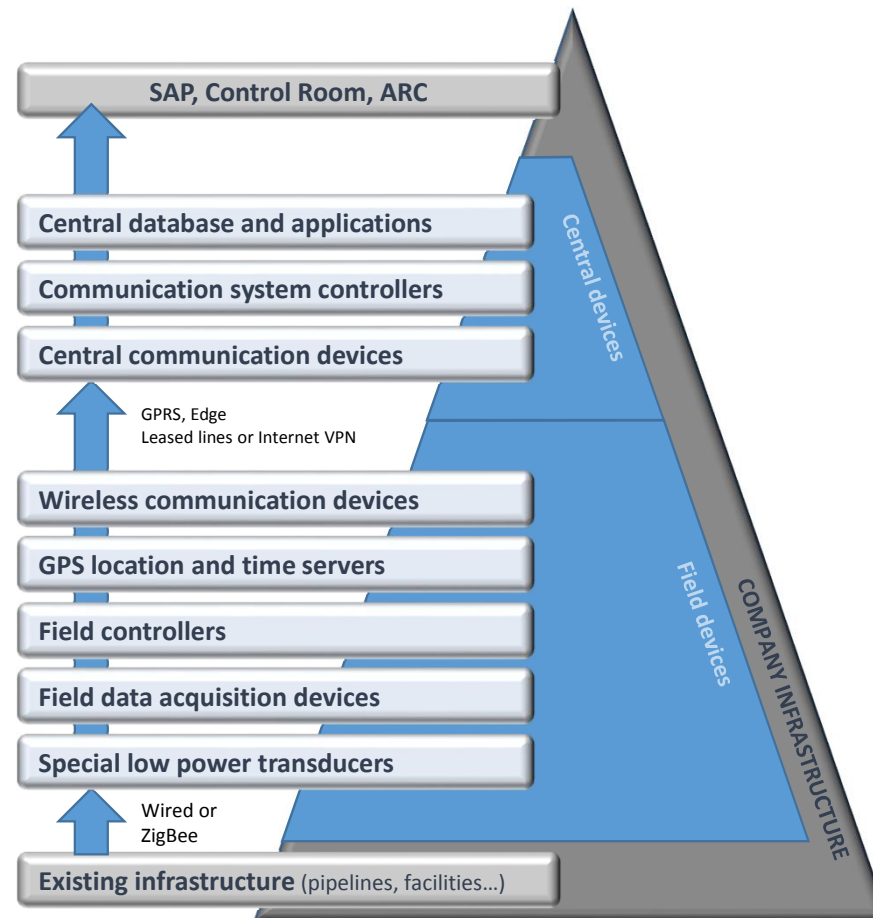 SAP, Control Room, ARC
Central database and applications
Communication system controllers
Central communication devices
GPRS, Edge
Leased lines or Internet VPN
Wireless communication devices
GPS location and time servers
Field controllers
Field data acquisition devices
Special low power transducers
Wired or
ZigBee
Existing infrastructure (pipelines, facilities…)
Central devices
Field devices
COMPANY INFRASTRUCTURE